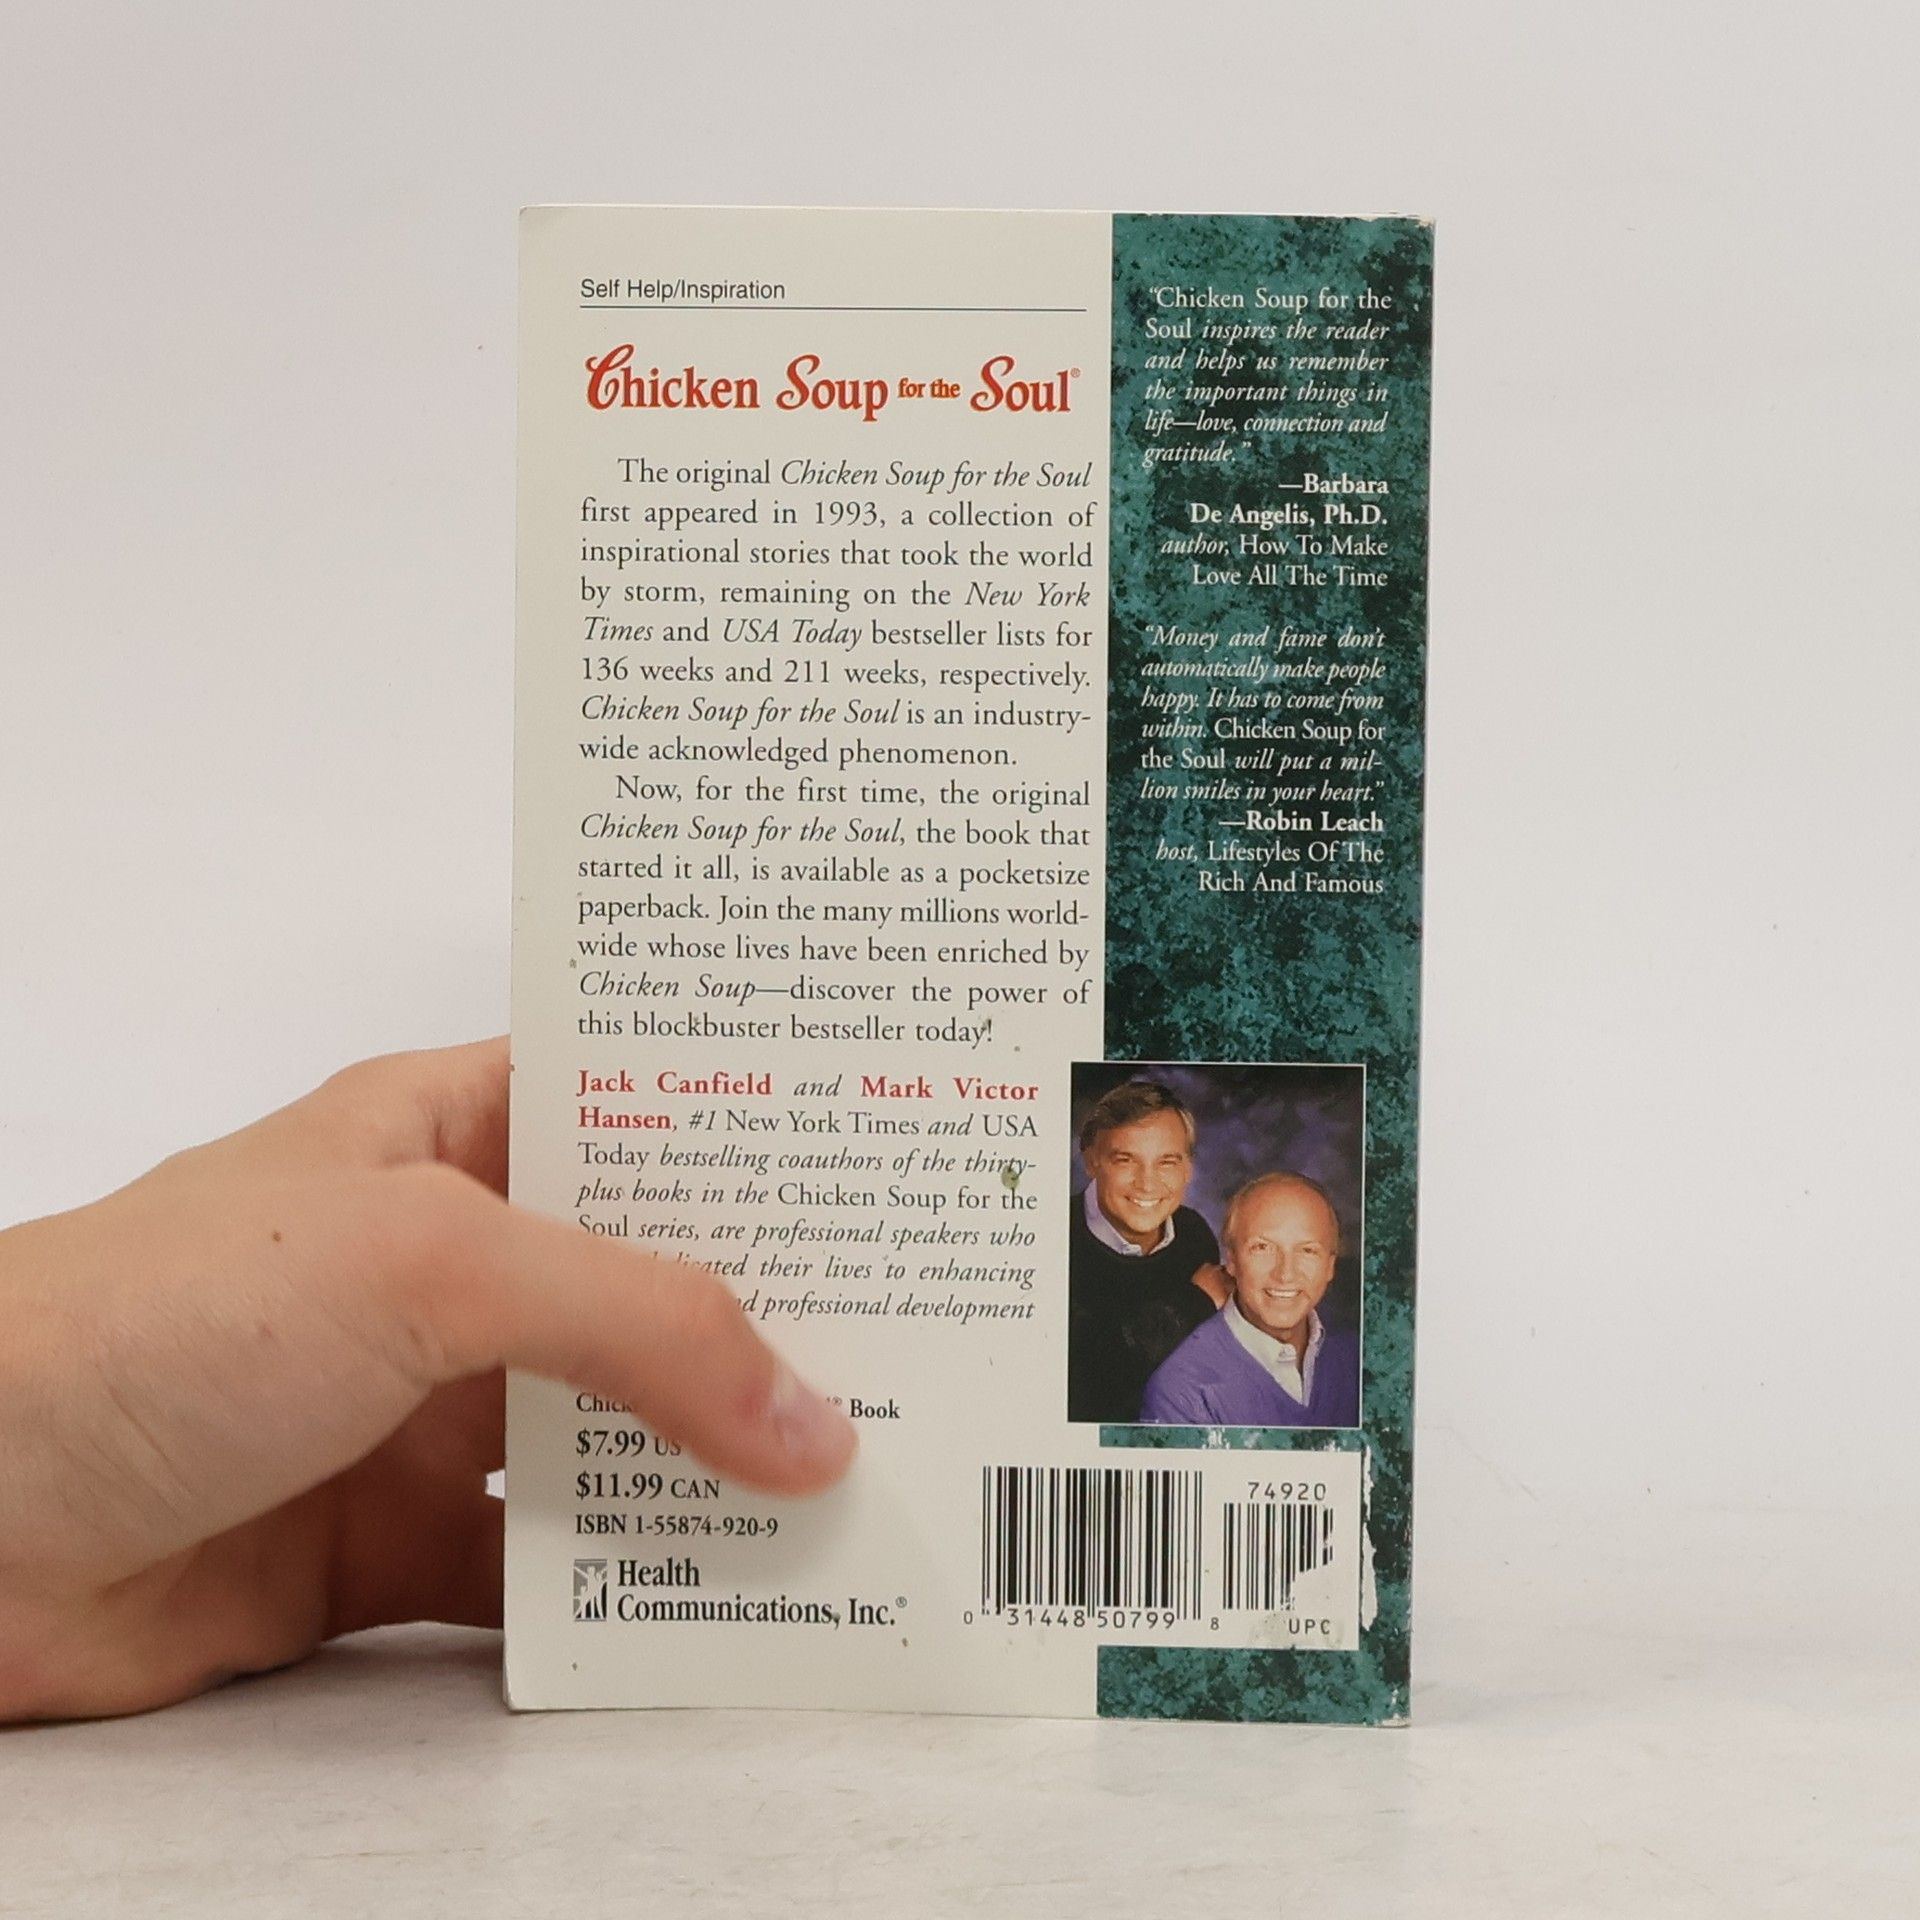 Self Help/Inspiration
Chicken Soup for the Soul®
The original Chicken Soup for the Soul
first appeared in 1993, a collection of
inspirational stories that took the world
by storm, remaining on the New York
Times and USA Today bestseller lists for
136 weeks and 211 weeks, respectively.
Chicken Soup for the Soul is an industry-
wide acknowledged phenomenon.
Now, for the first time, the original
Chicken Soup for the Soul, the book that
started it all, is available as a pocketsize
paperback. Join the many millions world-
wide whose lives have been enriched by
Chicken Soup—discover the power of
this blockbuster bestseller today!
Jack Canfield and Mark Victor
Hansen, #1 New York Times and USA
Today bestselling coauthors of the thirty-
plus books in the Chicken Soup for the
Soul series, are professional speakers who
their lives to enhancing
professional development
Book
$7.99 US
$11.99 CAN
ISBN 1-55874-920-9
Health
Communications, Inc.®
"Chicken Soup for the
Soul inspires the reader
and helps us remember
the important things in
life—love, connection and
gratitude."
—Barbara
De Angelis, Ph.D.
author, How To Make
Love All The Time
"Money and fame don't
automatically make people
happy. It has to come from
within. Chicken Soup for
the Soul will put a mil-
lion smiles in your heart."
—Robin Leach
host, Lifestyles Of The
Rich And Famous
74920
0 31448 50799 8
UPC